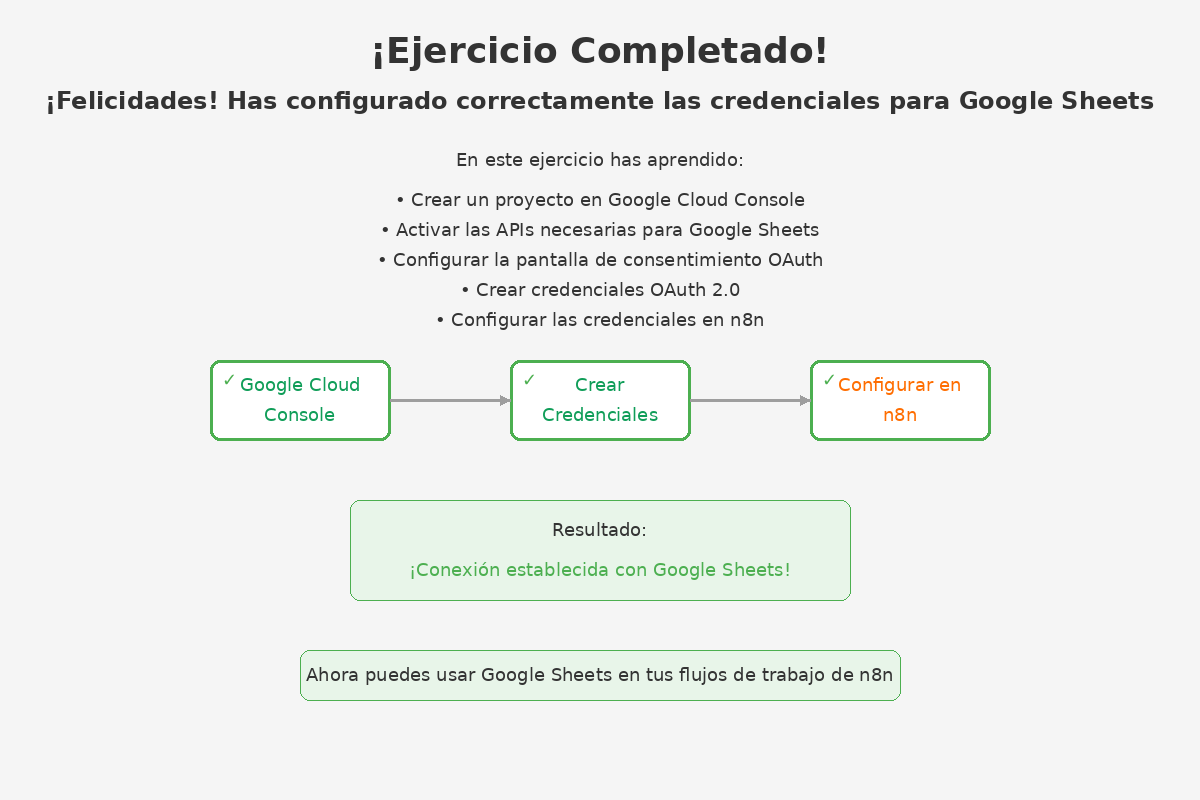 ¡Ejercicio Completado!
¡Felicidades! Has configurado correctamente las credenciales para Google Sheets
En este ejercicio has aprendido:
• Crear un proyecto en Google Cloud Console
• Activar las APIs necesarias para Google Sheets
• Configurar la pantalla de consentimiento OAuth
• Crear credenciales OAuth 2.0
• Configurar las credenciales en n8n
✓ Google Cloud
Console
✓ Crear
Credenciales
✓ Configurar en
n8n
Resultado:
¡Conexión establecida con Google Sheets!
Ahora puedes usar Google Sheets en tus flujos de trabajo de n8n